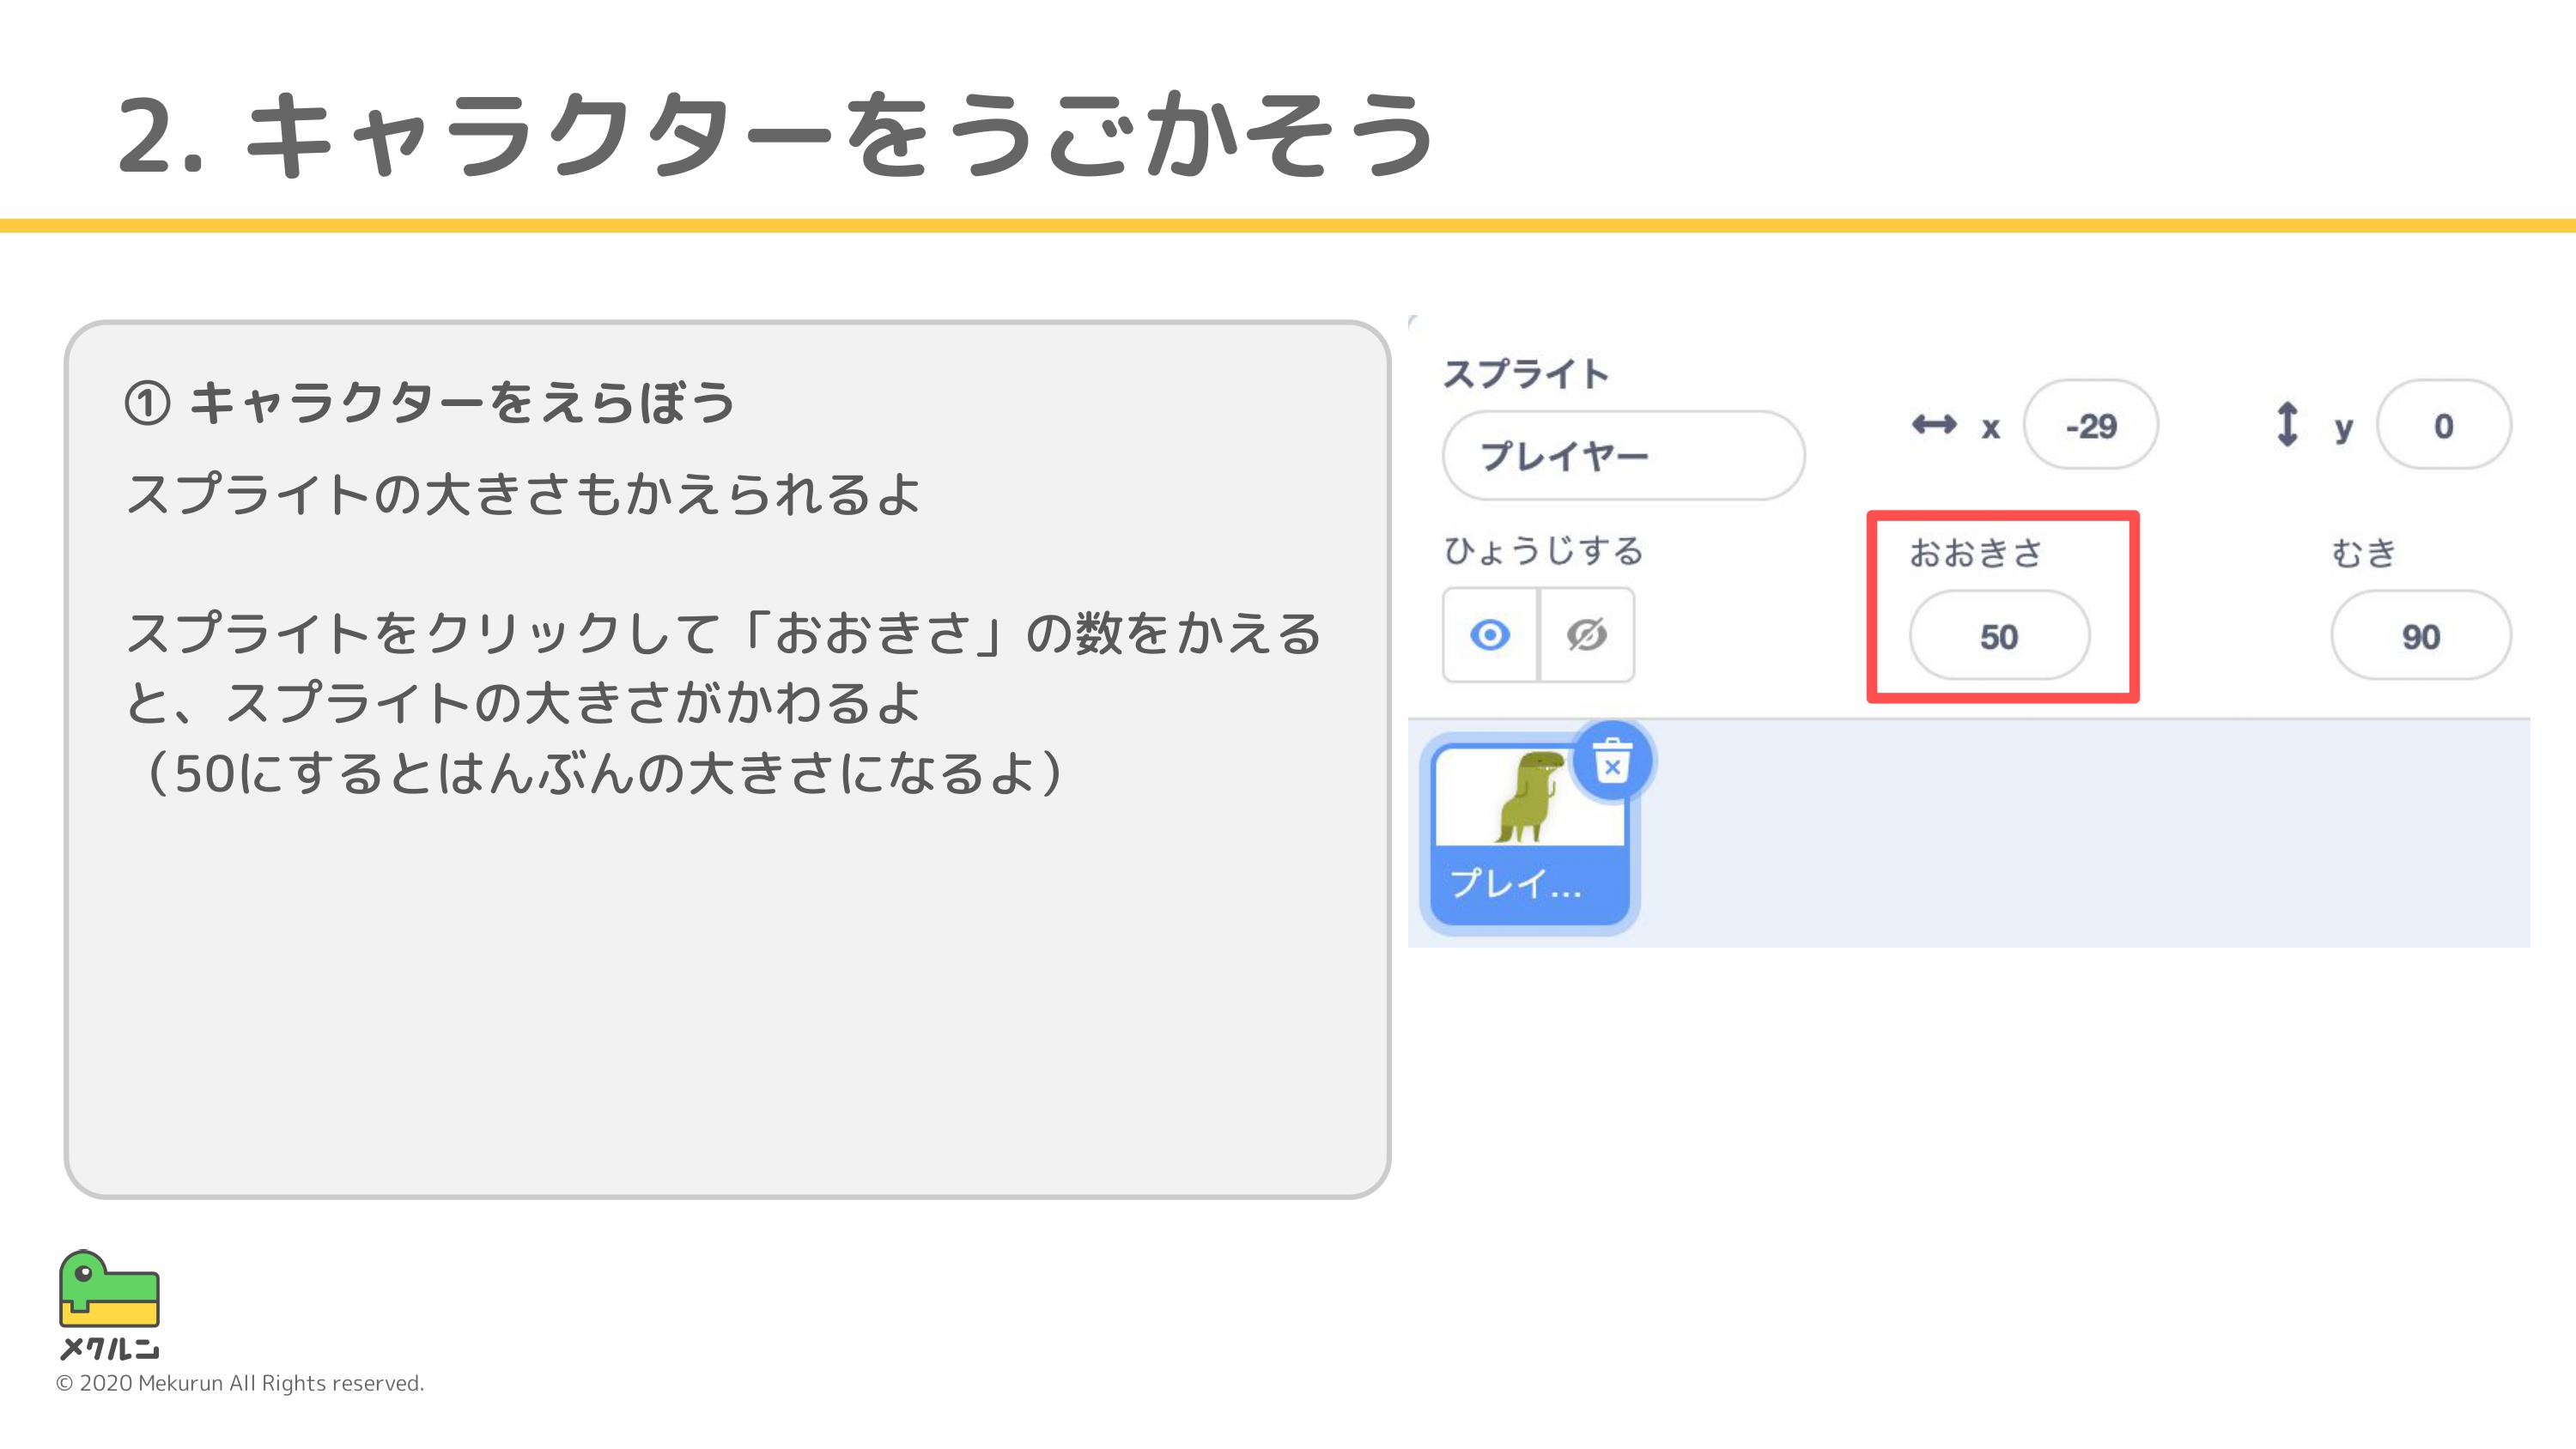 2. キャラクターをうごかそう
① キャラクターをえらぼう
スプライトの大きさもかえられるよ
スプライトをクリックして「おおきさ」の数をかえる
と、スプライトの大きさがかわるよ
（50にするとはんぶんの大きさになるよ）
スプライト
プレイヤー
x -29
y 0
ひょうじする
おおきさ
むき
50
90
プレイ...
メクルン
© 2020 Mekurun All Rights reserved.